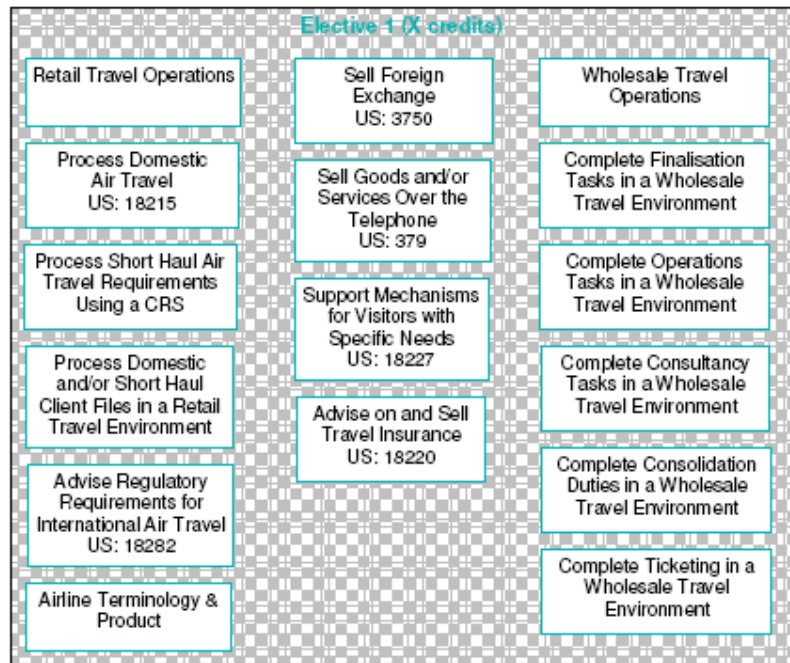 Elective 1 (X credits)
Retail Travel Operations
Process Domestic
Air Travel
US: 18215
Process Short Haul Air
Travel Requirements
Using a CRS
Process Domestic
and/or Short Haul
Client Files in a Retail
Travel Environment
Advise Regulatory
Requirements for
International Air Travel
US: 18282
Airline Terminology &
Product
Sell Foreign
Exchange
US: 3750
Sell Goods and/or
Services Over the
Telephone
US: 379
Support Mechanisms
for Visitors with
Specific Needs
US: 18227
Advise on and Sell
Travel Insurance
US: 18220
Wholesale Travel
Operations
Complete Finalisation
Tasks in a Wholesale
Travel Environment
Complete Operations
Tasks in a Wholesale
Travel Environment
Complete Consultancy
Tasks in a Wholesale
Travel Environment
Complete Consolidation
Duties in a Wholesale
Travel Environment
Complete Ticketing in a
Wholesale Travel
Environment